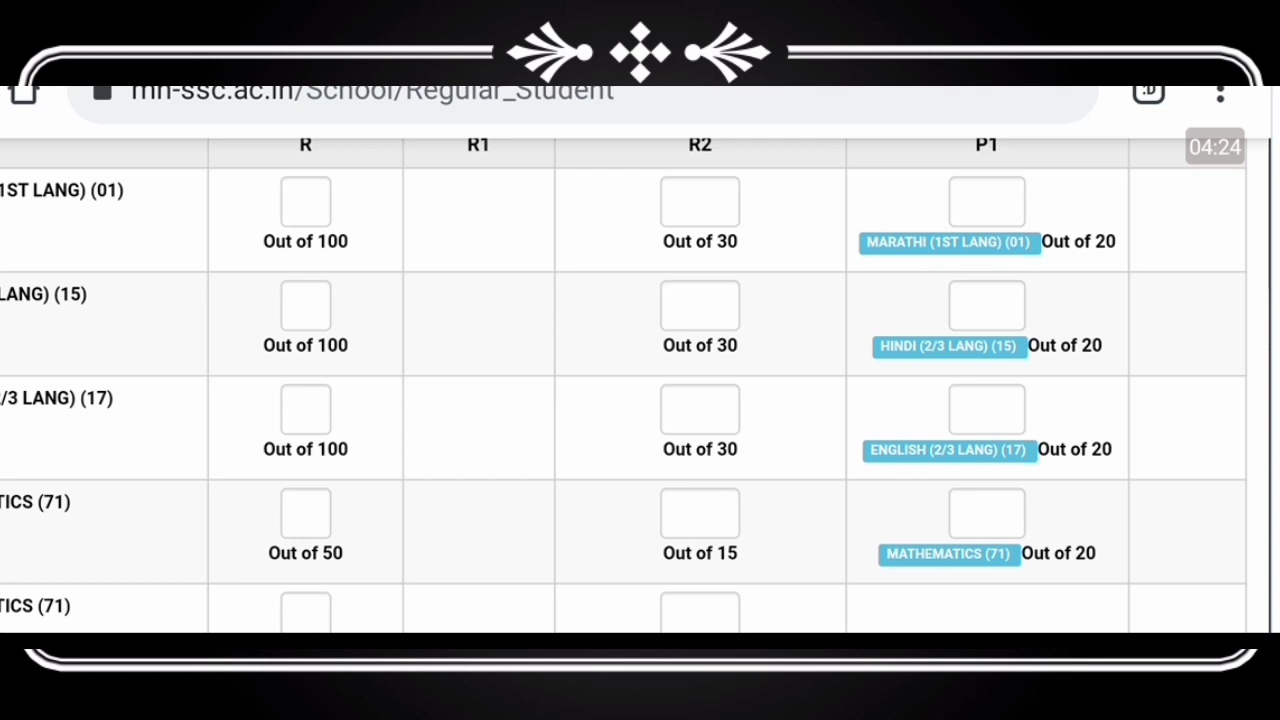 mh-ssc.ac.in/School/Regular_Student
:D
R R1 R2 P1
04:24
1ST LANG) (01)
Out of 100 Out of 30 MARATHI (1ST LANG) (01) Out of 20
LANG) (15)
Out of 100 Out of 30 HINDI (2/3 LANG) (15) Out of 20
2/3 LANG) (17)
Out of 100 Out of 30 ENGLISH (2/3 LANG) (17) Out of 20
TICS (71)
Out of 50 Out of 15 MATHEMATICS (71) Out of 20
TICS (71)